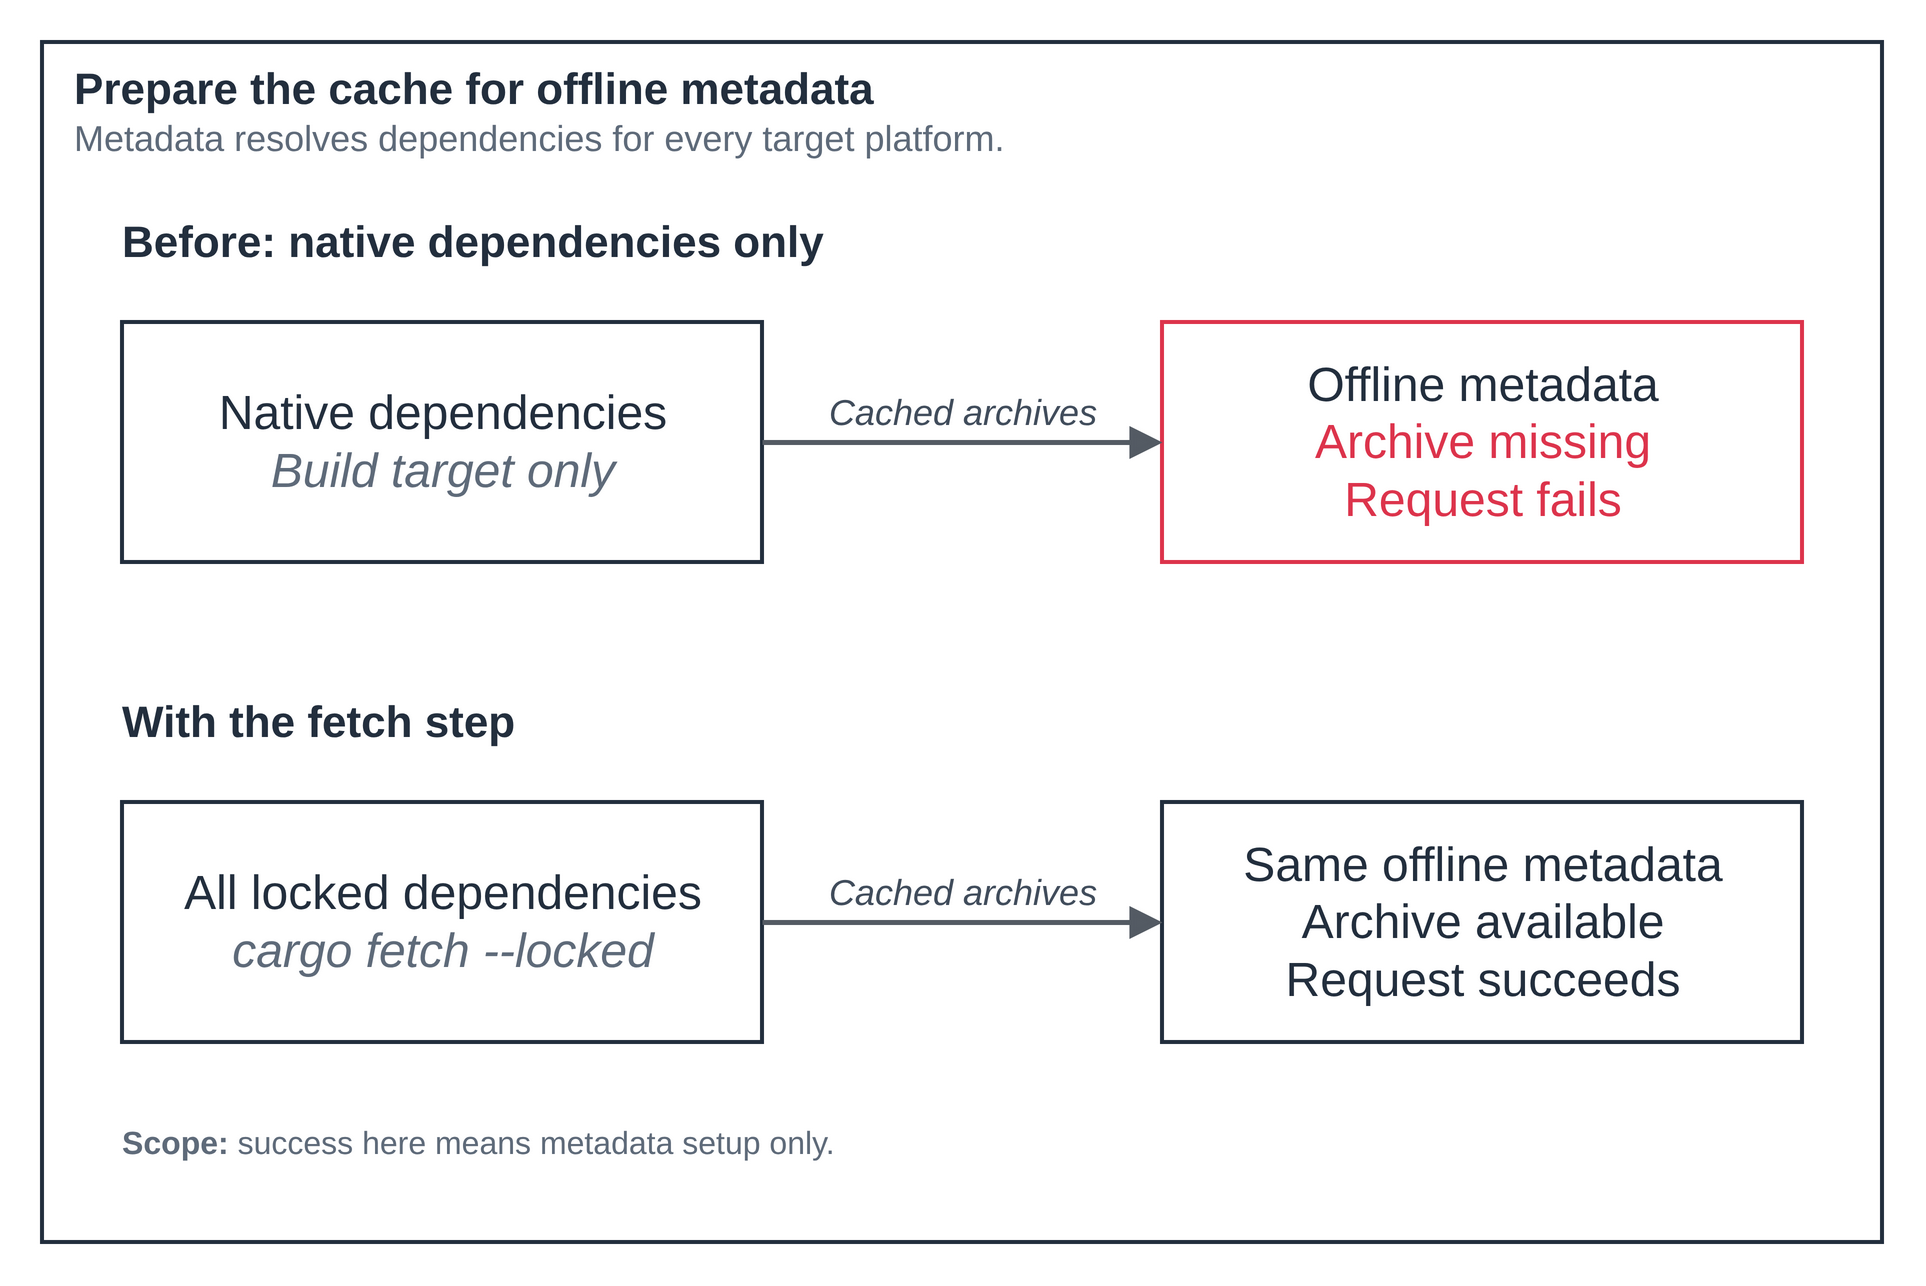 Prepare the cache for offline metadata
Metadata resolves dependencies for every target platform.
Before: native dependencies only
Native dependencies
Build target only
Cached archives
Offline metadata
Archive missing
Request fails
With the fetch step
All locked dependencies
cargo fetch --locked
Cached archives
Same offline metadata
Archive available
Request succeeds
Scope: success here means metadata setup only.